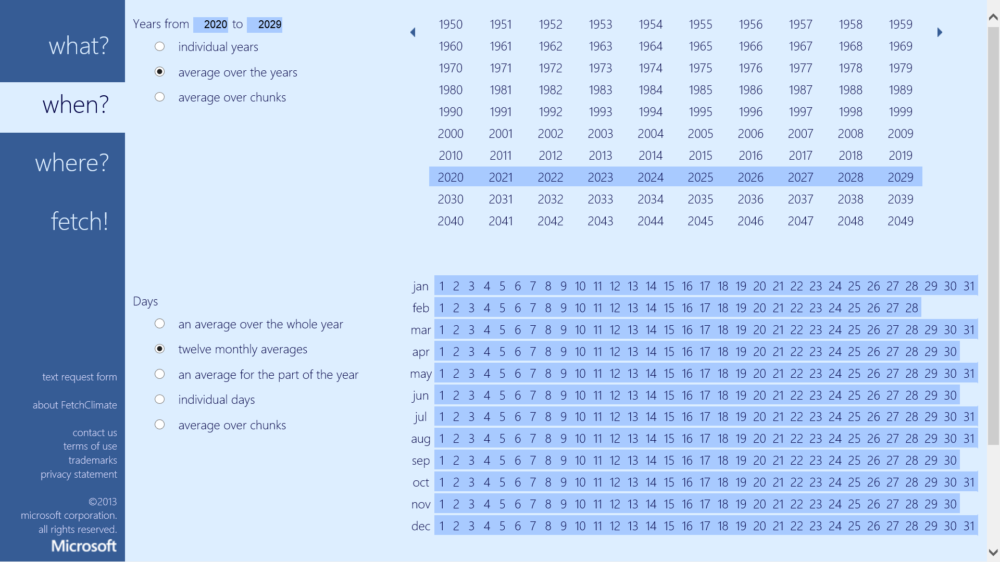 what?
when?
where?
fetch!
text request form
about FetchClimate
contact us
terms of use
trademarks
privacy statement
©2013
microsoft corporation.
all rights reserved.
Microsoft
Years from 2020 to 2029
individual years
average over the years
average over chunks
1950 1951 1952 1953 1954 1955 1956 1957 1958 1959
1960 1961 1962 1963 1964 1965 1966 1967 1968 1969
1970 1971 1972 1973 1974 1975 1976 1977 1978 1979
1980 1981 1982 1983 1984 1985 1986 1987 1988 1989
1990 1991 1992 1993 1994 1995 1996 1997 1998 1999
2000 2001 2002 2003 2004 2005 2006 2007 2008 2009
2010 2011 2012 2013 2014 2015 2016 2017 2018 2019
2020 2021 2022 2023 2024 2025 2026 2027 2028 2029
2030 2031 2032 2033 2034 2035 2036 2037 2038 2039
2040 2041 2042 2043 2044 2045 2046 2047 2048 2049
Days
an average over the whole year
twelve monthly averages
an average for the part of the year
individual days
average over chunks
jan 1 2 3 4 5 6 7 8 9 10 11 12 13 14 15 16 17 18 19 20 21 22 23 24 25 26 27 28 29 30 31
feb 1 2 3 4 5 6 7 8 9 10 11 12 13 14 15 16 17 18 19 20 21 22 23 24 25 26 27 28
mar 1 2 3 4 5 6 7 8 9 10 11 12 13 14 15 16 17 18 19 20 21 22 23 24 25 26 27 28 29 30 31
apr 1 2 3 4 5 6 7 8 9 10 11 12 13 14 15 16 17 18 19 20 21 22 23 24 25 26 27 28 29 30
may 1 2 3 4 5 6 7 8 9 10 11 12 13 14 15 16 17 18 19 20 21 22 23 24 25 26 27 28 29 30 31
jun 1 2 3 4 5 6 7 8 9 10 11 12 13 14 15 16 17 18 19 20 21 22 23 24 25 26 27 28 29 30
jul 1 2 3 4 5 6 7 8 9 10 11 12 13 14 15 16 17 18 19 20 21 22 23 24 25 26 27 28 29 30 31
aug 1 2 3 4 5 6 7 8 9 10 11 12 13 14 15 16 17 18 19 20 21 22 23 24 25 26 27 28 29 30 31
sep 1 2 3 4 5 6 7 8 9 10 11 12 13 14 15 16 17 18 19 20 21 22 23 24 25 26 27 28 29 30
oct 1 2 3 4 5 6 7 8 9 10 11 12 13 14 15 16 17 18 19 20 21 22 23 24 25 26 27 28 29 30 31
nov 1 2 3 4 5 6 7 8 9 10 11 12 13 14 15 16 17 18 19 20 21 22 23 24 25 26 27 28 29 30
dec 1 2 3 4 5 6 7 8 9 10 11 12 13 14 15 16 17 18 19 20 21 22 23 24 25 26 27 28 29 30 31